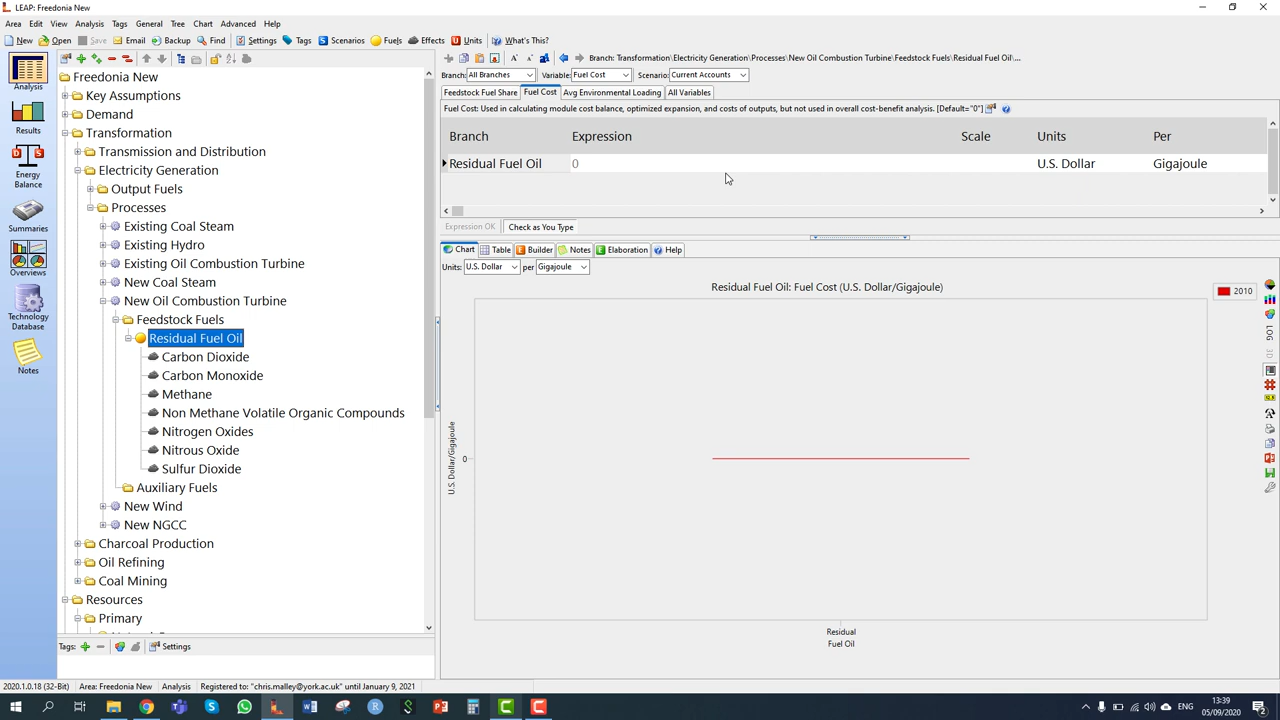 LEAP: Freedonia New
Area Edit View Analysis Tags General Tree Chart Advanced Help
New Open Save Email Backup Find Settings Tags Scenarios Fuels Effects Units What's This?
Analysis
Results
Energy
Balance
Summaries
Overviews
Technology
Database
Notes
Freedonia New
Key Assumptions
Demand
Transformation
Transmission and Distribution
Electricity Generation
Output Fuels
Processes
Existing Coal Steam
Existing Hydro
Existing Oil Combustion Turbine
New Coal Steam
New Oil Combustion Turbine
Feedstock Fuels
Residual Fuel Oil
Carbon Dioxide
Carbon Monoxide
Methane
Non Methane Volatile Organic Compounds
Nitrogen Oxides
Nitrous Oxide
Sulfur Dioxide
Auxiliary Fuels
New Wind
New NGCC
Charcoal Production
Oil Refining
Coal Mining
Resources
Primary
Tags: Settings
Branch: Transformation\Electricity Generation\Processes\New Oil Combustion Turbine\Feedstock Fuels\Residual Fuel Oil\...
Branch: All Branches Variable: Fuel Cost Scenario: Current Accounts
Feedstock Fuel Share Fuel Cost Avg Environmental Loading All Variables
Fuel Cost: Used in calculating module cost balance, optimized expansion, and costs of outputs, but not used in overall cost-benefit analysis. [Default="0"]
Branch Expression Scale Units Per
Residual Fuel Oil 0 U.S. Dollar Gigajoule
Expression OK Check as You Type
Chart Table Builder Notes Elaboration Help
Units: U.S. Dollar per Gigajoule
Residual Fuel Oil: Fuel Cost (U.S. Dollar/Gigajoule)
2010
LOG
3D
U.S. Dollar/Gigajoule
0
Residual
Fuel Oil
2020.1.0.18 (32-Bit) Area: Freedonia New Analysis Registered to: "chris.malley@york.ac.uk" until January 9, 2021
13:39
05/09/2020